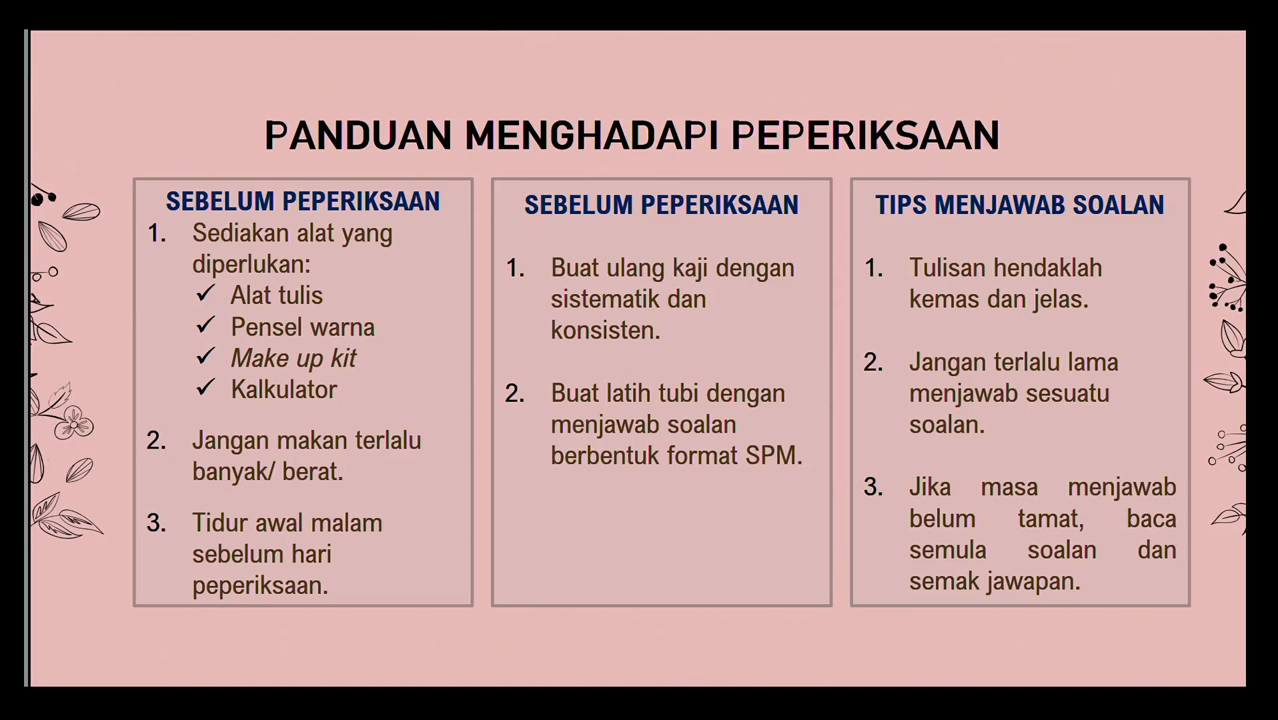 PANDUAN MENGHADAPI PEPERIKSAAN
SEBELUM PEPERIKSAAN
1. Sediakan alat yang
diperlukan:
✓ Alat tulis
✓ Pensel warna
✓ Make up kit
✓ Kalkulator
2. Jangan makan terlalu
banyak/ berat.
3. Tidur awal malam
sebelum hari
peperiksaan.
SEBELUM PEPERIKSAAN
1. Buat ulang kaji dengan
sistematik dan
konsisten.
2. Buat latih tubi dengan
menjawab soalan
berbentuk format SPM.
TIPS MENJAWAB SOALAN
1. Tulisan hendaklah
kemas dan jelas.
2. Jangan terlalu lama
menjawab sesuatu
soalan.
3. Jika masa menjawab
belum tamat, baca
semula soalan dan
semak jawapan.